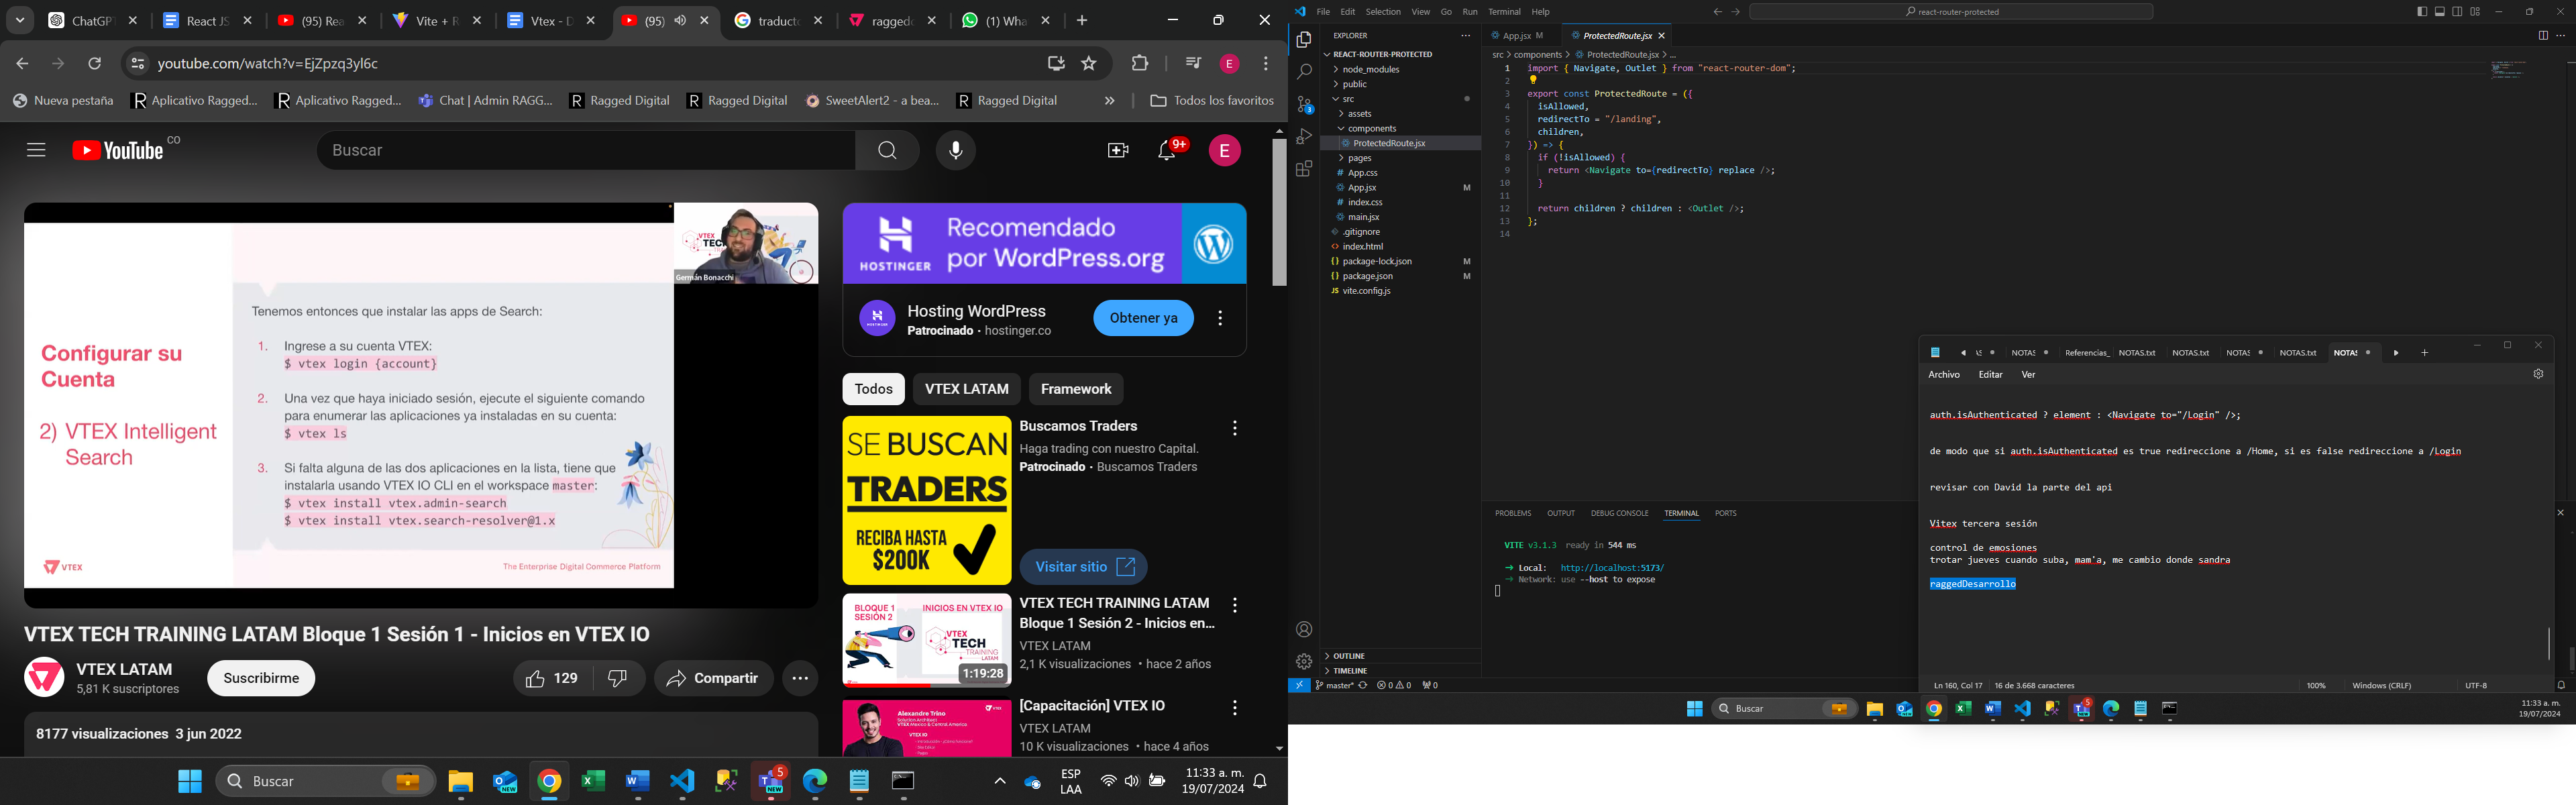 ChatGPT
React JS
(95) Rea
Vite + R
Vtex - D
(95)
traducto
raggedc
(1) Wha
youtube.com/watch?v=EjZpzq3yl6c
Nueva pestaña
Aplicativo Ragged...
Aplicativo Ragged...
Chat | Admin RAGG...
Ragged Digital
Ragged Digital
SweetAlert2 - a bea...
Ragged Digital
»
Todos los favoritos
YouTube CO
Buscar
9+
E
Configurar su
Cuenta
2) VTEX Intelligent
Search
Tenemos entonces que instalar las apps de Search:
1. Ingrese a su cuenta VTEX:
$ vtex login {account}
2. Una vez que haya iniciado sesión, ejecute el siguiente comando
para enumerar las aplicaciones ya instaladas en su cuenta:
$ vtex ls
3. Si falta alguna de las dos aplicaciones en la lista, tiene que
instalarla usando VTEX IO CLI en el workspace master:
$ vtex install vtex.admin-search
$ vtex install vtex.search-resolver@1.x
VTEX
The Enterprise Digital Commerce Platform
Germán Bonacchi
VTEX TECH TRAINING LATAM Bloque 1 Sesión 1 - Inicios en VTEX IO
VTEX LATAM
5,81 K suscriptores
Suscribirme
129
Compartir
8177 visualizaciones 3 jun 2022
HOSTINGER
Recomendado
por WordPress.org
Hosting WordPress
Patrocinado · hostinger.co
Obtener ya
Todos
VTEX LATAM
Framework
SE BUSCAN
TRADERS
RECIBA HASTA
$200K
Buscamos Traders
Haga trading con nuestro Capital.
Patrocinado · Buscamos Traders
Visitar sitio
BLOQUE 1
SESIÓN 2
INICIOS EN VTEX IO
VTEX
TECH
TRAINING
LATAM
1:19:28
VTEX TECH TRAINING LATAM
Bloque 1 Sesión 2 - Inicios en...
VTEX LATAM
2,1 K visualizaciones · hace 2 años
Alexandre Trino
VTEX IO
[Capacitación] VTEX IO
VTEX LATAM
10 K visualizaciones · hace 4 años
Buscar
ESP
LAA
11:33 a. m.
19/07/2024
File Edit Selection View Go Run Terminal Help
react-router-protected
EXPLORER
REACT-ROUTER-PROTECTED
node_modules
public
src
assets
components
ProtectedRoute.jsx
pages
App.css
App.jsx M
index.css
main.jsx
.gitignore
index.html
package-lock.json M
package.json M
vite.config.js
OUTLINE
TIMELINE
App.jsx M
ProtectedRoute.jsx
src > components > ProtectedRoute.jsx > ...
1 import { Navigate, Outlet } from "react-router-dom";
2
3 export const ProtectedRoute = ({
4 isAllowed,
5 redirectTo = "/landing",
6 children,
7 }) => {
8 if (!isAllowed) {
9 return <Navigate to={redirectTo} replace />;
10 }
11
12 return children ? children : <Outlet />;
13 };
14
PROBLEMS OUTPUT DEBUG CONSOLE TERMINAL PORTS
VITE v3.1.3 ready in 544 ms
➜ Local: http://localhost:5173/
➜ Network: use --host to expose
master* 0 0 0
NOTAS
Referencias_
NOTAS.txt
NOTAS.txt
NOTAS
NOTAS.txt
NOTAS
Archivo Editar Ver
auth.isAuthenticated ? element : <Navigate to="/Login" />;
de modo que si auth.isAuthenticated es true redireccione a /Home, si es false redireccione a /Login
revisar con David la parte del api
Vitex tercera sesión
control de emosiones
trotar jueves cuando suba, mam'a, me cambio donde sandra
raggedDesarrollo
Ln 160, Col 17 16 de 3.668 caracteres 100% Windows (CRLF) UTF-8
Buscar
11:33 a. m.
19/07/2024